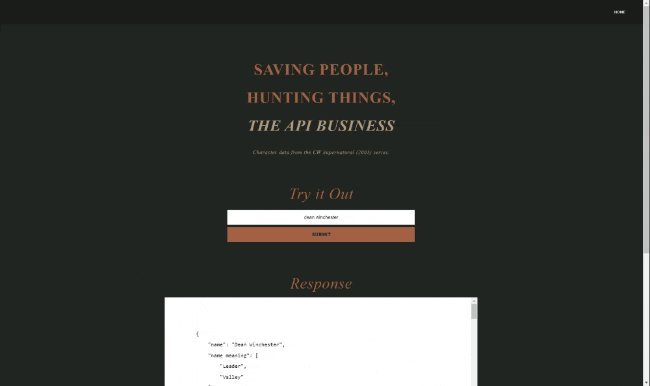 HOME
SAVING PEOPLE,
HUNTING THINGS,
THE API BUSINESS
Character data from the CW Supernatural series.
Try it Out
dean winchester
SUBMIT
Response
{
"name": "Dean Winchester",
"name meaning": [
"Leader",
"Valley"